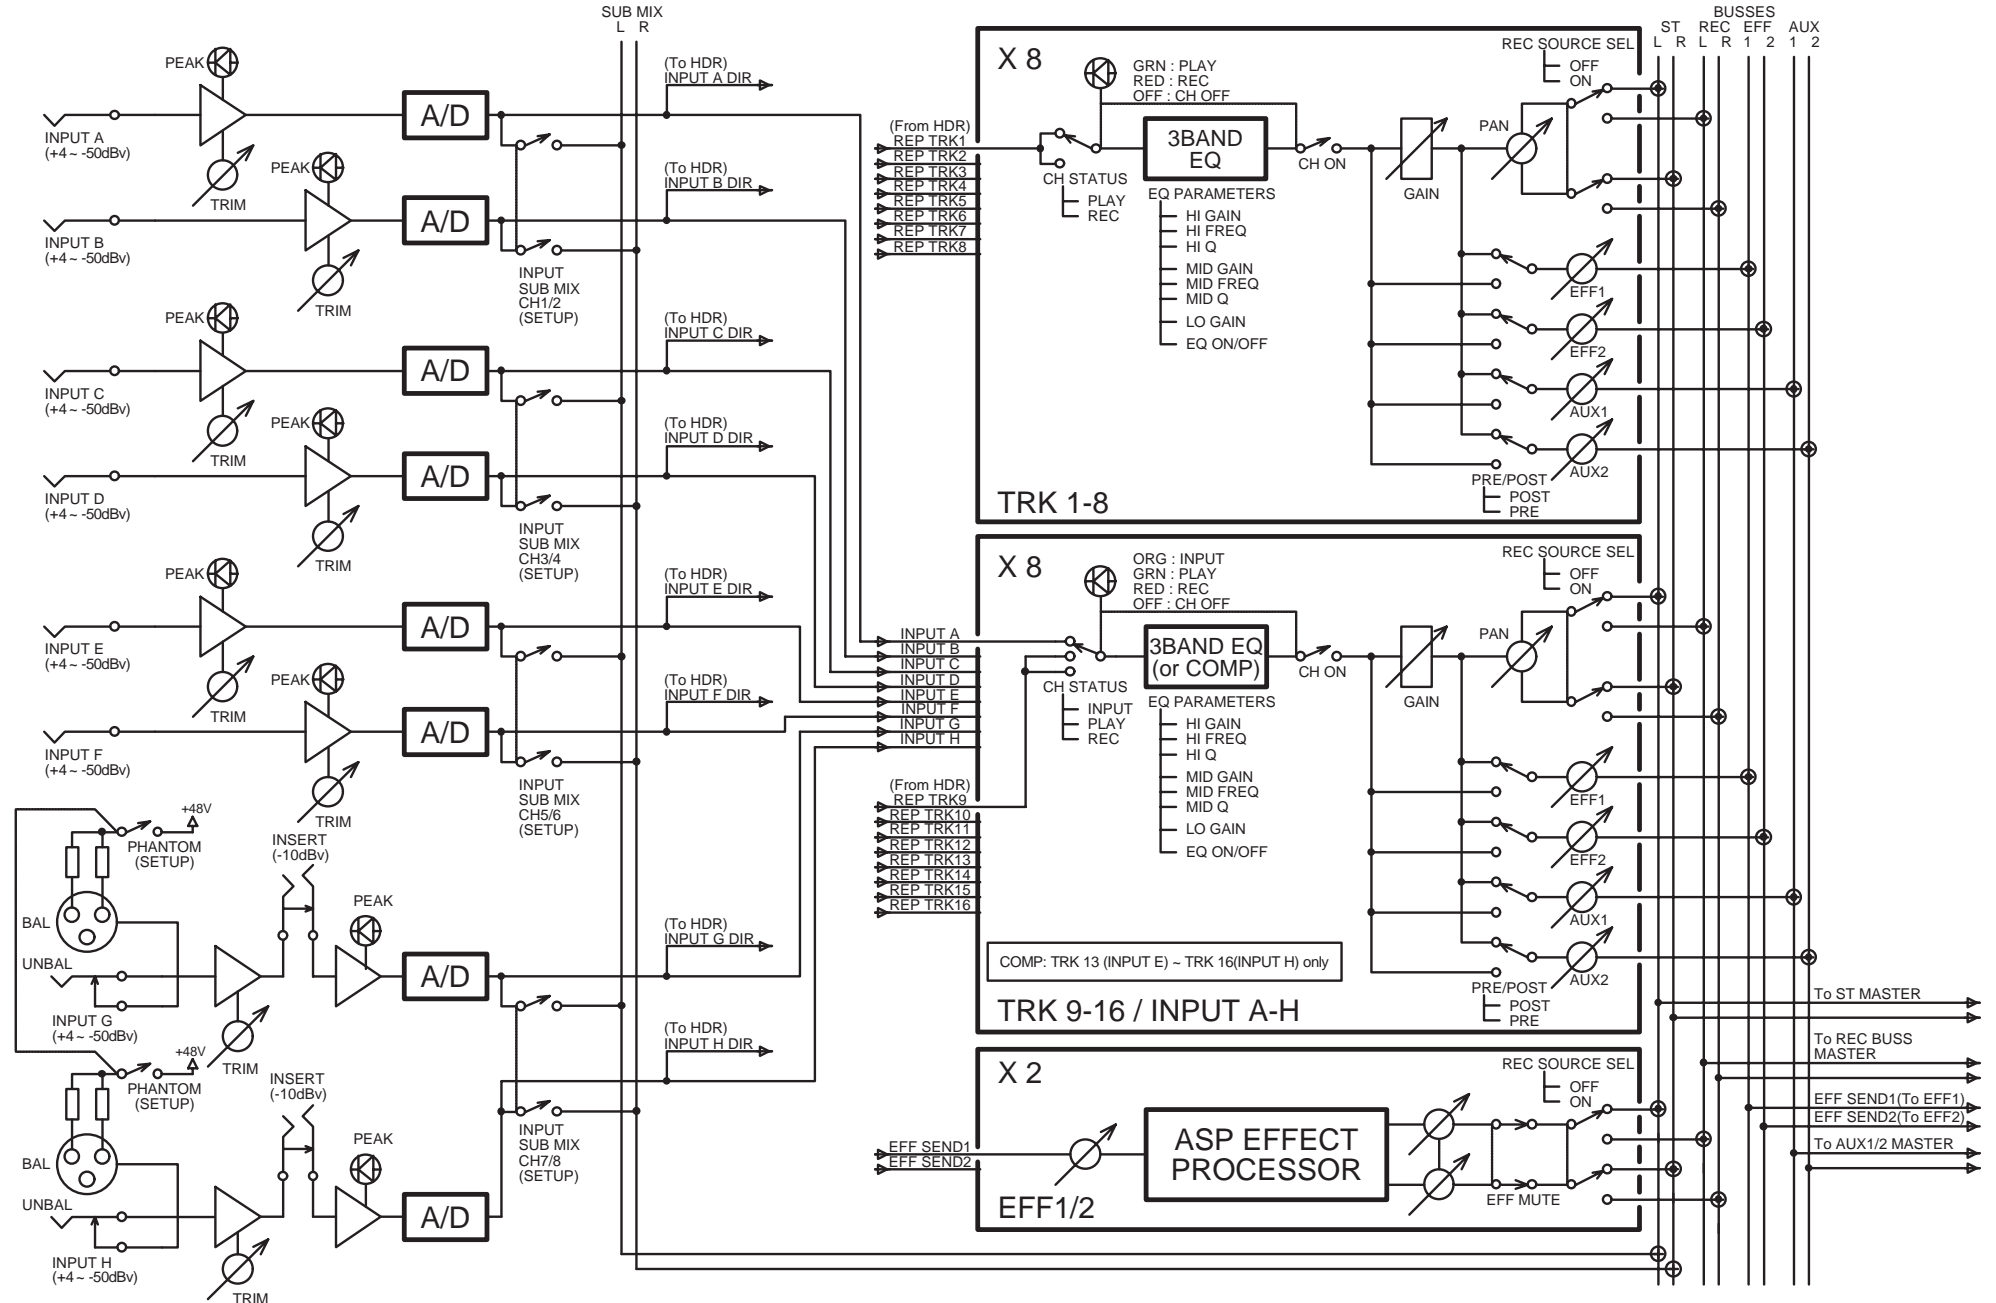 SUB MIX
L R
PEAK
INPUT A
(+4 ~ -50dBv)
TRIM
A/D
(To HDR)
INPUT A DIR
PEAK
INPUT B
(+4 ~ -50dBv)
TRIM
A/D
(To HDR)
INPUT B DIR
INPUT
SUB MIX
CH1/2
(SETUP)
PEAK
INPUT C
(+4 ~ -50dBv)
TRIM
A/D
(To HDR)
INPUT C DIR
PEAK
INPUT D
(+4 ~ -50dBv)
TRIM
A/D
(To HDR)
INPUT D DIR
INPUT
SUB MIX
CH3/4
(SETUP)
PEAK
INPUT E
(+4 ~ -50dBv)
TRIM
A/D
(To HDR)
INPUT E DIR
PEAK
INPUT F
(+4 ~ -50dBv)
TRIM
A/D
(To HDR)
INPUT F DIR
INPUT
SUB MIX
CH5/6
(SETUP)
+48V
PHANTOM
(SETUP)
INSERT
(-10dBv)
PEAK
BAL
UNBAL
INPUT G
(+4 ~ -50dBv)
TRIM
A/D
(To HDR)
INPUT G DIR
+48V
PHANTOM
(SETUP)
INSERT
(-10dBv)
PEAK
BAL
UNBAL
INPUT H
(+4 ~ -50dBv)
TRIM
A/D
(To HDR)
INPUT H DIR
INPUT
SUB MIX
CH7/8
(SETUP)
X 8
GRN : PLAY
RED : REC
OFF : CH OFF
(From HDR)
REP TRK1
REP TRK2
REP TRK3
REP TRK4
REP TRK5
REP TRK6
REP TRK7
REP TRK8
CH STATUS
PLAY
REC
3BAND
EQ
EQ PARAMETERS
HI GAIN
HI FREQ
HI Q
MID GAIN
MID FREQ
MID Q
LO GAIN
EQ ON/OFF
CH ON
GAIN
PAN
REC SOURCE SEL
OFF
ON
EFF1
EFF2
AUX1
AUX2
PRE/POST
POST
PRE
TRK 1-8
X 8
ORG : INPUT
GRN : PLAY
RED : REC
OFF : CH OFF
INPUT A
INPUT B
INPUT C
INPUT D
INPUT E
INPUT F
INPUT G
INPUT H
(From HDR)
REP TRK9
REP TRK10
REP TRK11
REP TRK12
REP TRK13
REP TRK14
REP TRK15
REP TRK16
CH STATUS
INPUT
PLAY
REC
3BAND EQ
(or COMP)
EQ PARAMETERS
HI GAIN
HI FREQ
HI Q
MID GAIN
MID FREQ
MID Q
LO GAIN
EQ ON/OFF
CH ON
GAIN
PAN
REC SOURCE SEL
OFF
ON
EFF1
EFF2
AUX1
AUX2
PRE/POST
POST
PRE
COMP: TRK 13 (INPUT E) ~ TRK 16(INPUT H) only
TRK 9-16 / INPUT A-H
X 2
EFF SEND1
EFF SEND2
ASP EFFECT
PROCESSOR
EFF MUTE
REC SOURCE SEL
OFF
ON
EFF1/2
BUSSES
ST REC EFF AUX
L R L R 1 2 1 2
To ST MASTER
To REC BUSS
MASTER
EFF SEND1(To EFF1)
EFF SEND2(To EFF2)
To AUX1/2 MASTER